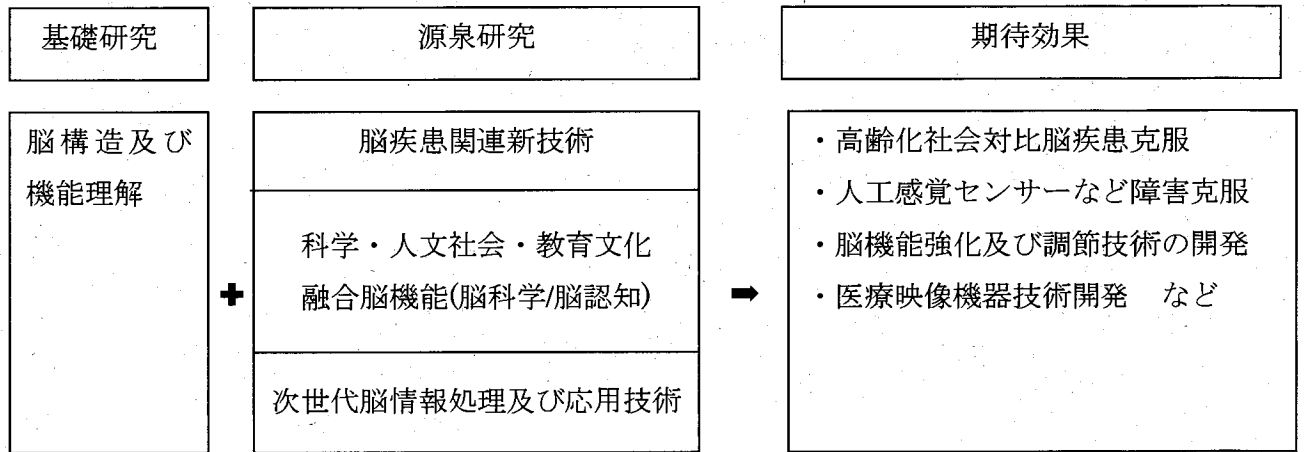 基礎研究
源泉研究
期待効果
脳構造及び
機能理解
+
脳疾患関連新技術
科学・人文社会・教育文化
融合脳機能(脳科学/脳認知)
次世代脳情報処理及び応用技術
➡
・高齢化社会対比脳疾患克服
・人工感覚センサーなど障害克服
・脳機能強化及び調節技術の開発
・医療映像機器技術開発 など